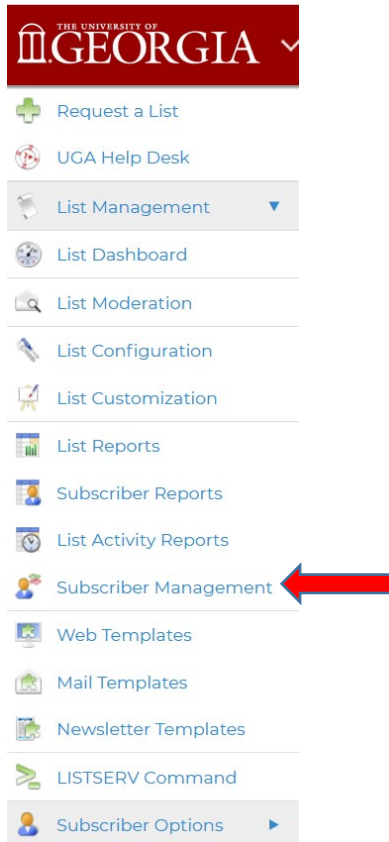 THE UNIVERSITY OF
GEORGIA
Request a List
UGA Help Desk
List Management
List Dashboard
List Moderation
List Configuration
List Customization
List Reports
Subscriber Reports
List Activity Reports
Subscriber Management
Web Templates
Mail Templates
Newsletter Templates
LISTSERV Command
Subscriber Options